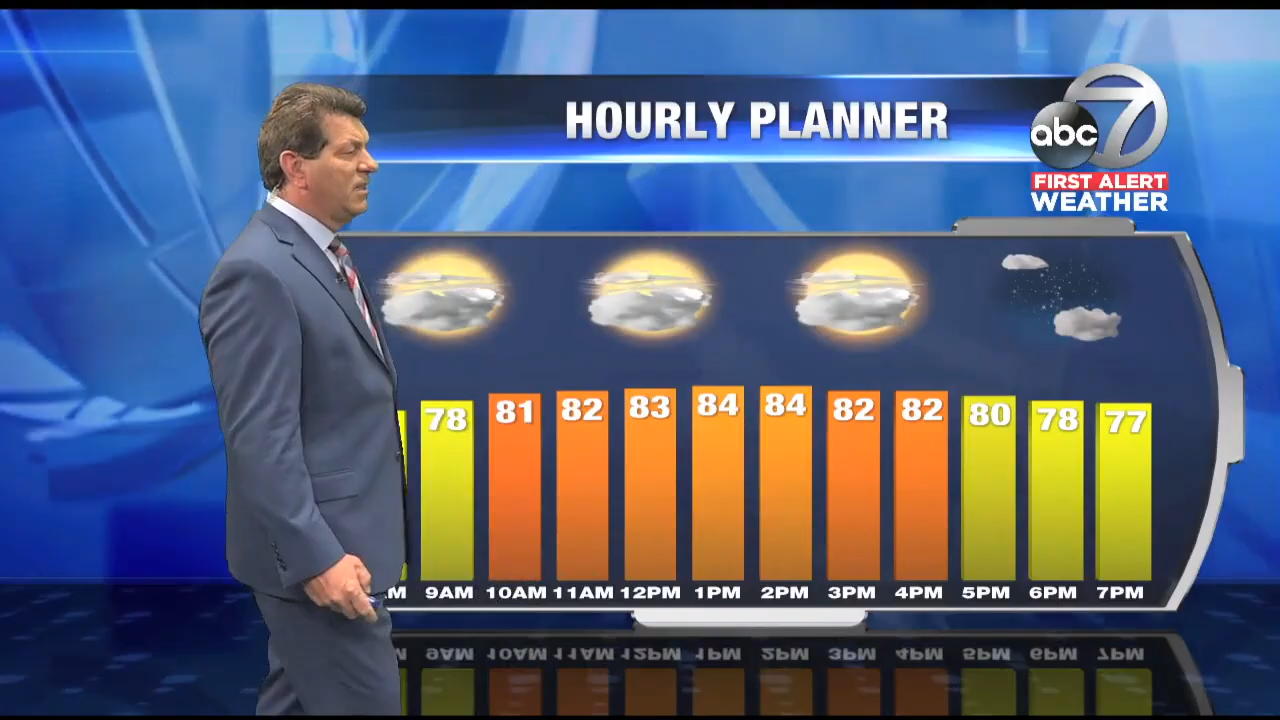 HOURLY PLANNER
abc 7
FIRST ALERT
WEATHER
78 81 82 83 84 84 82 82 80 78 77
9AM 10AM 11AM 12PM 1PM 2PM 3PM 4PM 5PM 6PM 7PM